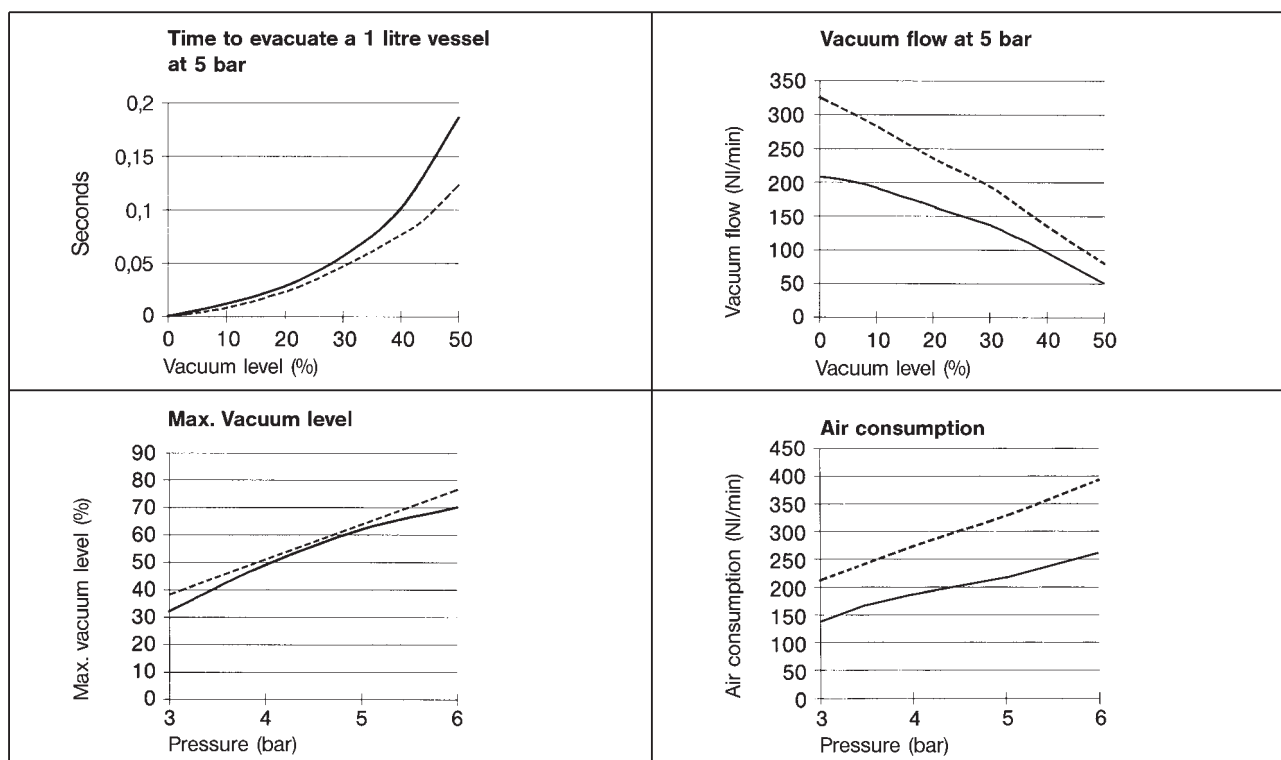 Time to evacuate a 1 litre vessel
at 5 bar
Seconds
0,2
0,15
0,1
0,05
0
0 10 20 30 40 50
Vacuum level (%)
Vacuum flow at 5 bar
Vacuum flow (Nl/min)
350
300
250
200
150
100
50
0
0 10 20 30 40 50
Vacuum level (%)
Max. Vacuum level
Max. vacuum level (%)
90
80
70
60
50
40
30
20
10
0
3 4 5 6
Pressure (bar)
Air consumption
Air consumption (Nl/min)
450
400
350
300
250
200
150
100
50
0
3 4 5 6
Pressure (bar)